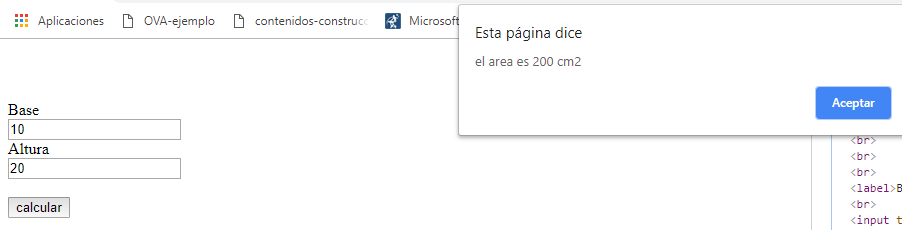 Aplicaciones OVA-ejemplo contenidos-construcc Microsoft
Esta página dice
el area es 200 cm2
Aceptar
Base
10
Altura
20
calcular
<br>
<br>
<br>
<label>B
<br>
<input t